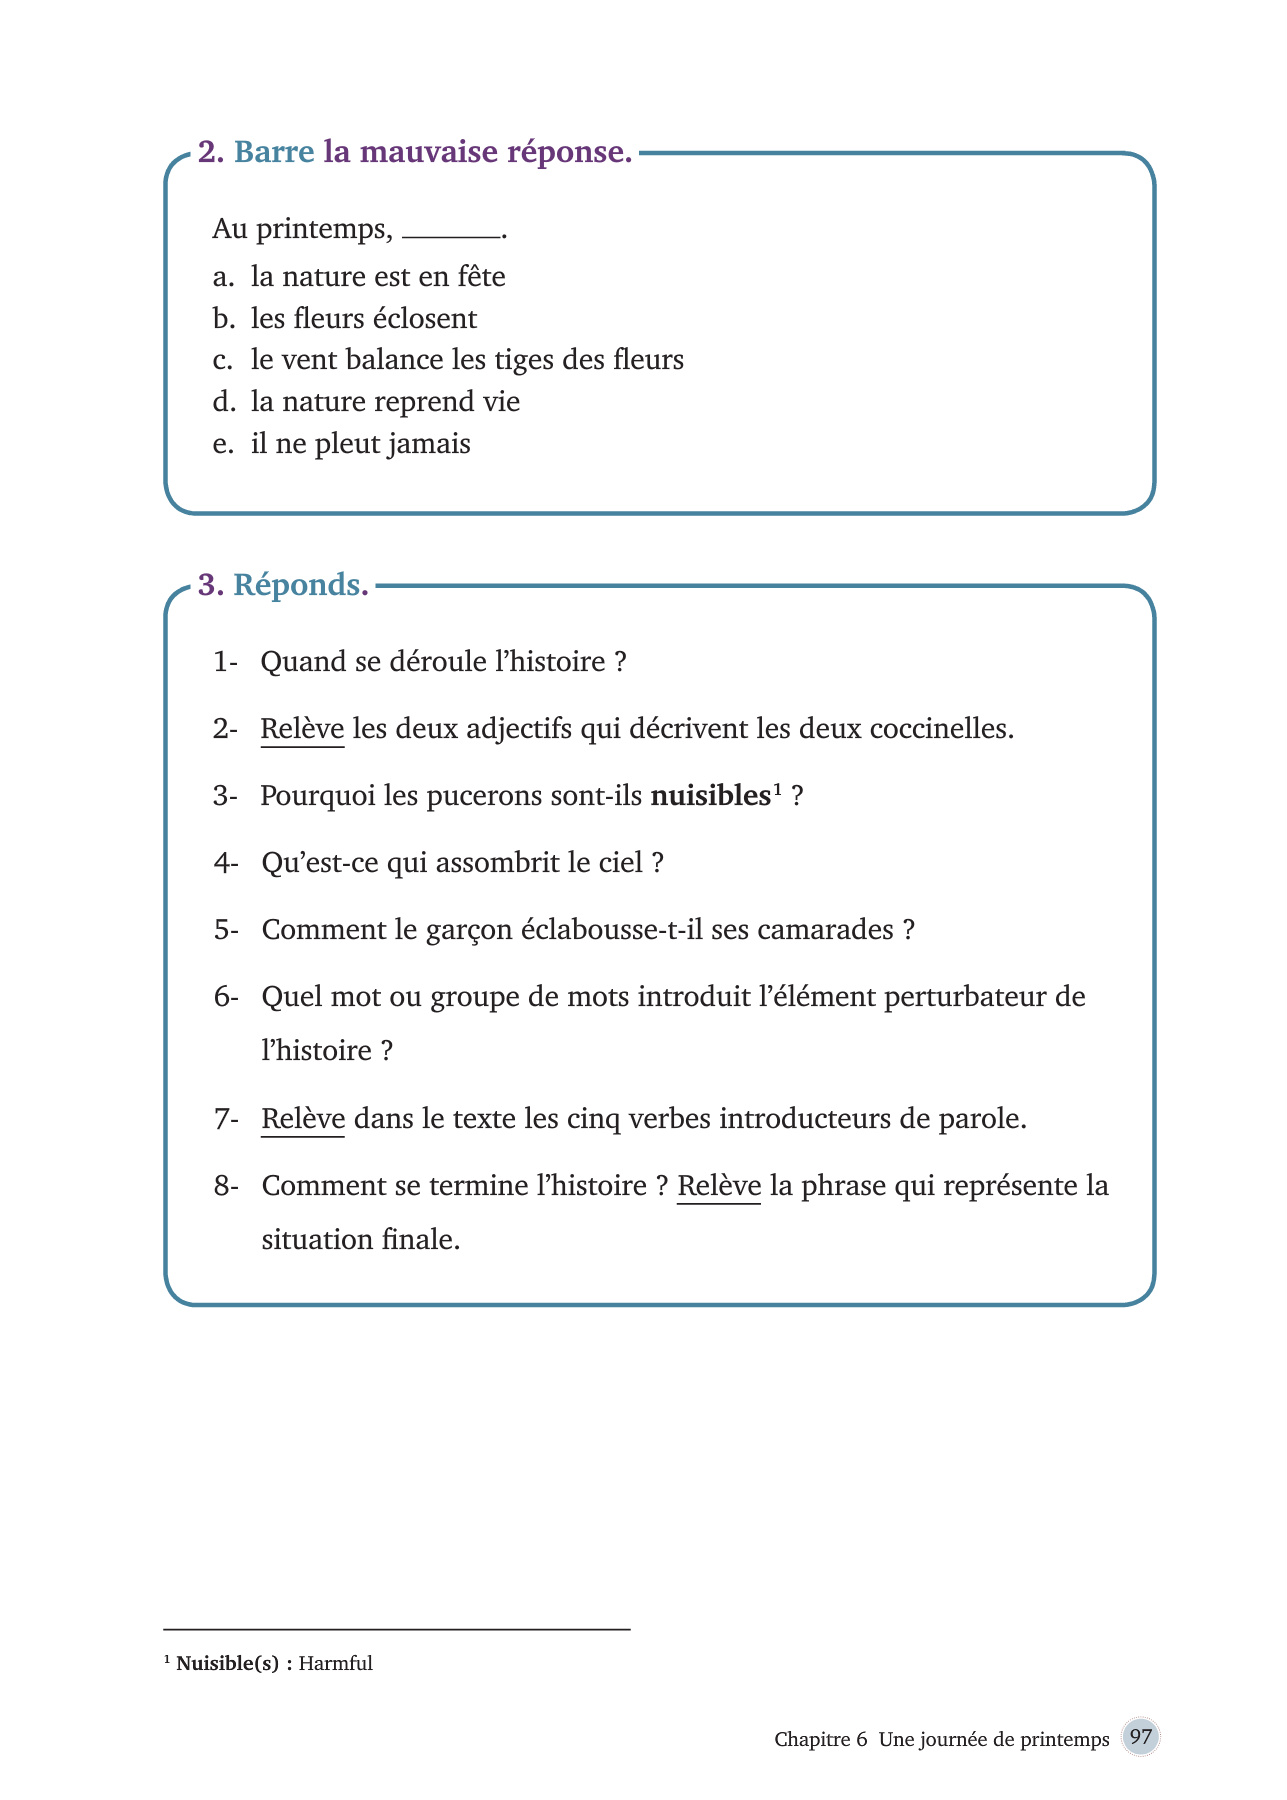 2. Barre la mauvaise réponse.
Au printemps, _______.
a. la nature est en fête
b. les fleurs éclosent
c. le vent balance les tiges des fleurs
d. la nature reprend vie
e. il ne pleut jamais
3. Réponds.
1- Quand se déroule l’histoire ?
2- Relève les deux adjectifs qui décrivent les deux coccinelles.
3- Pourquoi les pucerons sont-ils nuisibles¹ ?
4- Qu’est-ce qui assombrit le ciel ?
5- Comment le garçon éclabousse-t-il ses camarades ?
6- Quel mot ou groupe de mots introduit l’élément perturbateur de
l’histoire ?
7- Relève dans le texte les cinq verbes introducteurs de parole.
8- Comment se termine l’histoire ? Relève la phrase qui représente la
situation finale.
¹ Nuisible(s) : Harmful
Chapitre 6 Une journée de printemps 97